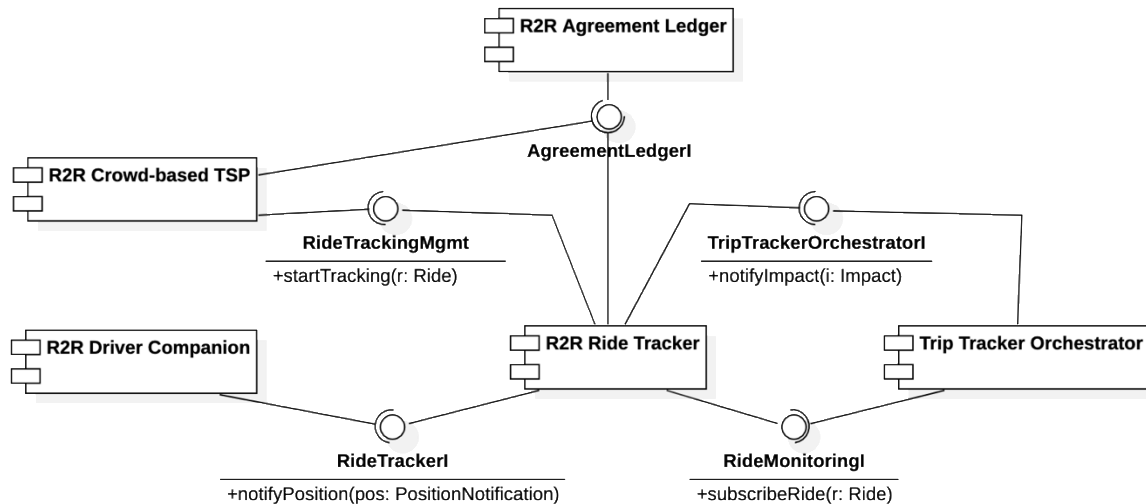 R2R Agreement Ledger
AgreementLedgerI
R2R Crowd-based TSP
RideTrackingMgmt
+startTracking(r: Ride)
TripTrackerOrchestratorI
+notifyImpact(i: Impact)
R2R Driver Companion
R2R Ride Tracker
Trip Tracker Orchestrator
RideTrackerI
+notifyPosition(pos: PositionNotification)
RideMonitoringI
+subscribeRide(r: Ride)